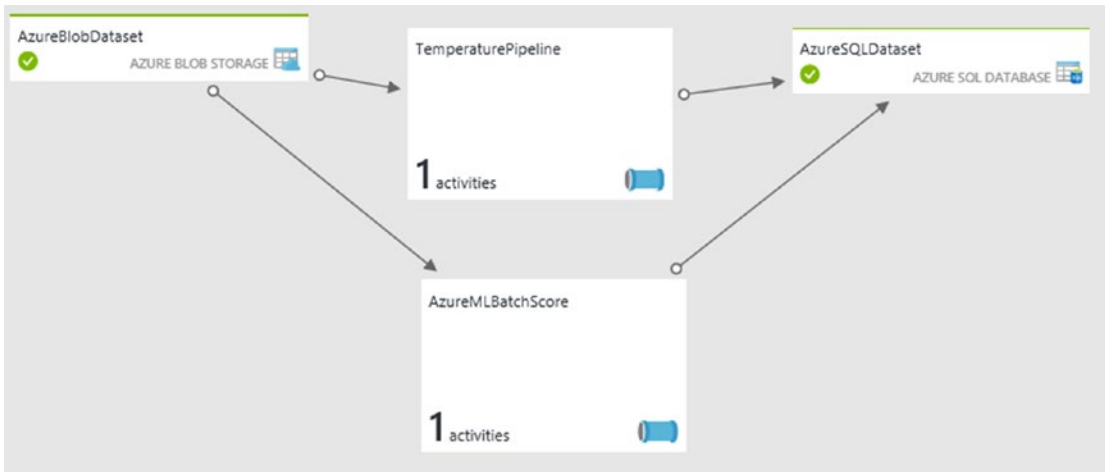 AzureBlobDataset
AZURE BLOB STORAGE
TemperaturePipeline
1 activities
AzureSQLDataset
AZURE SQL DATABASE
AzureMLBatchScore
1 activities